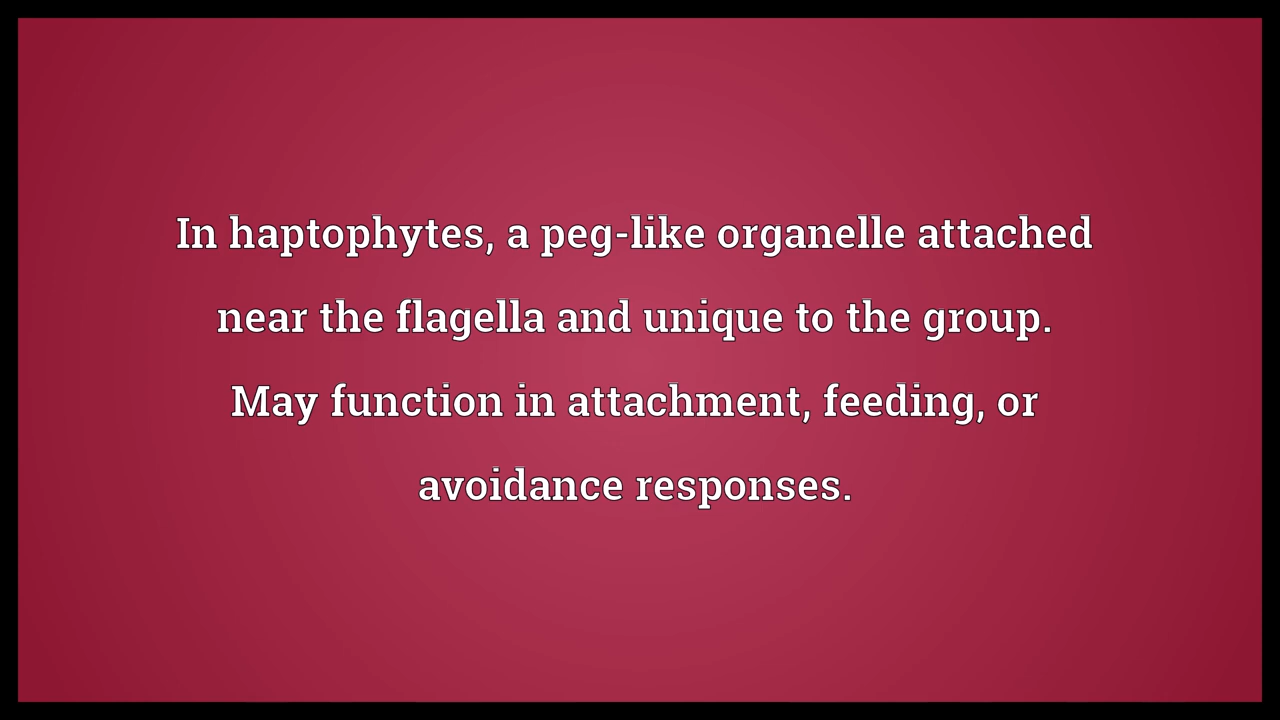 In haptophytes, a peg-like organelle attached
near the flagella and unique to the group.
May function in attachment, feeding, or
avoidance responses.